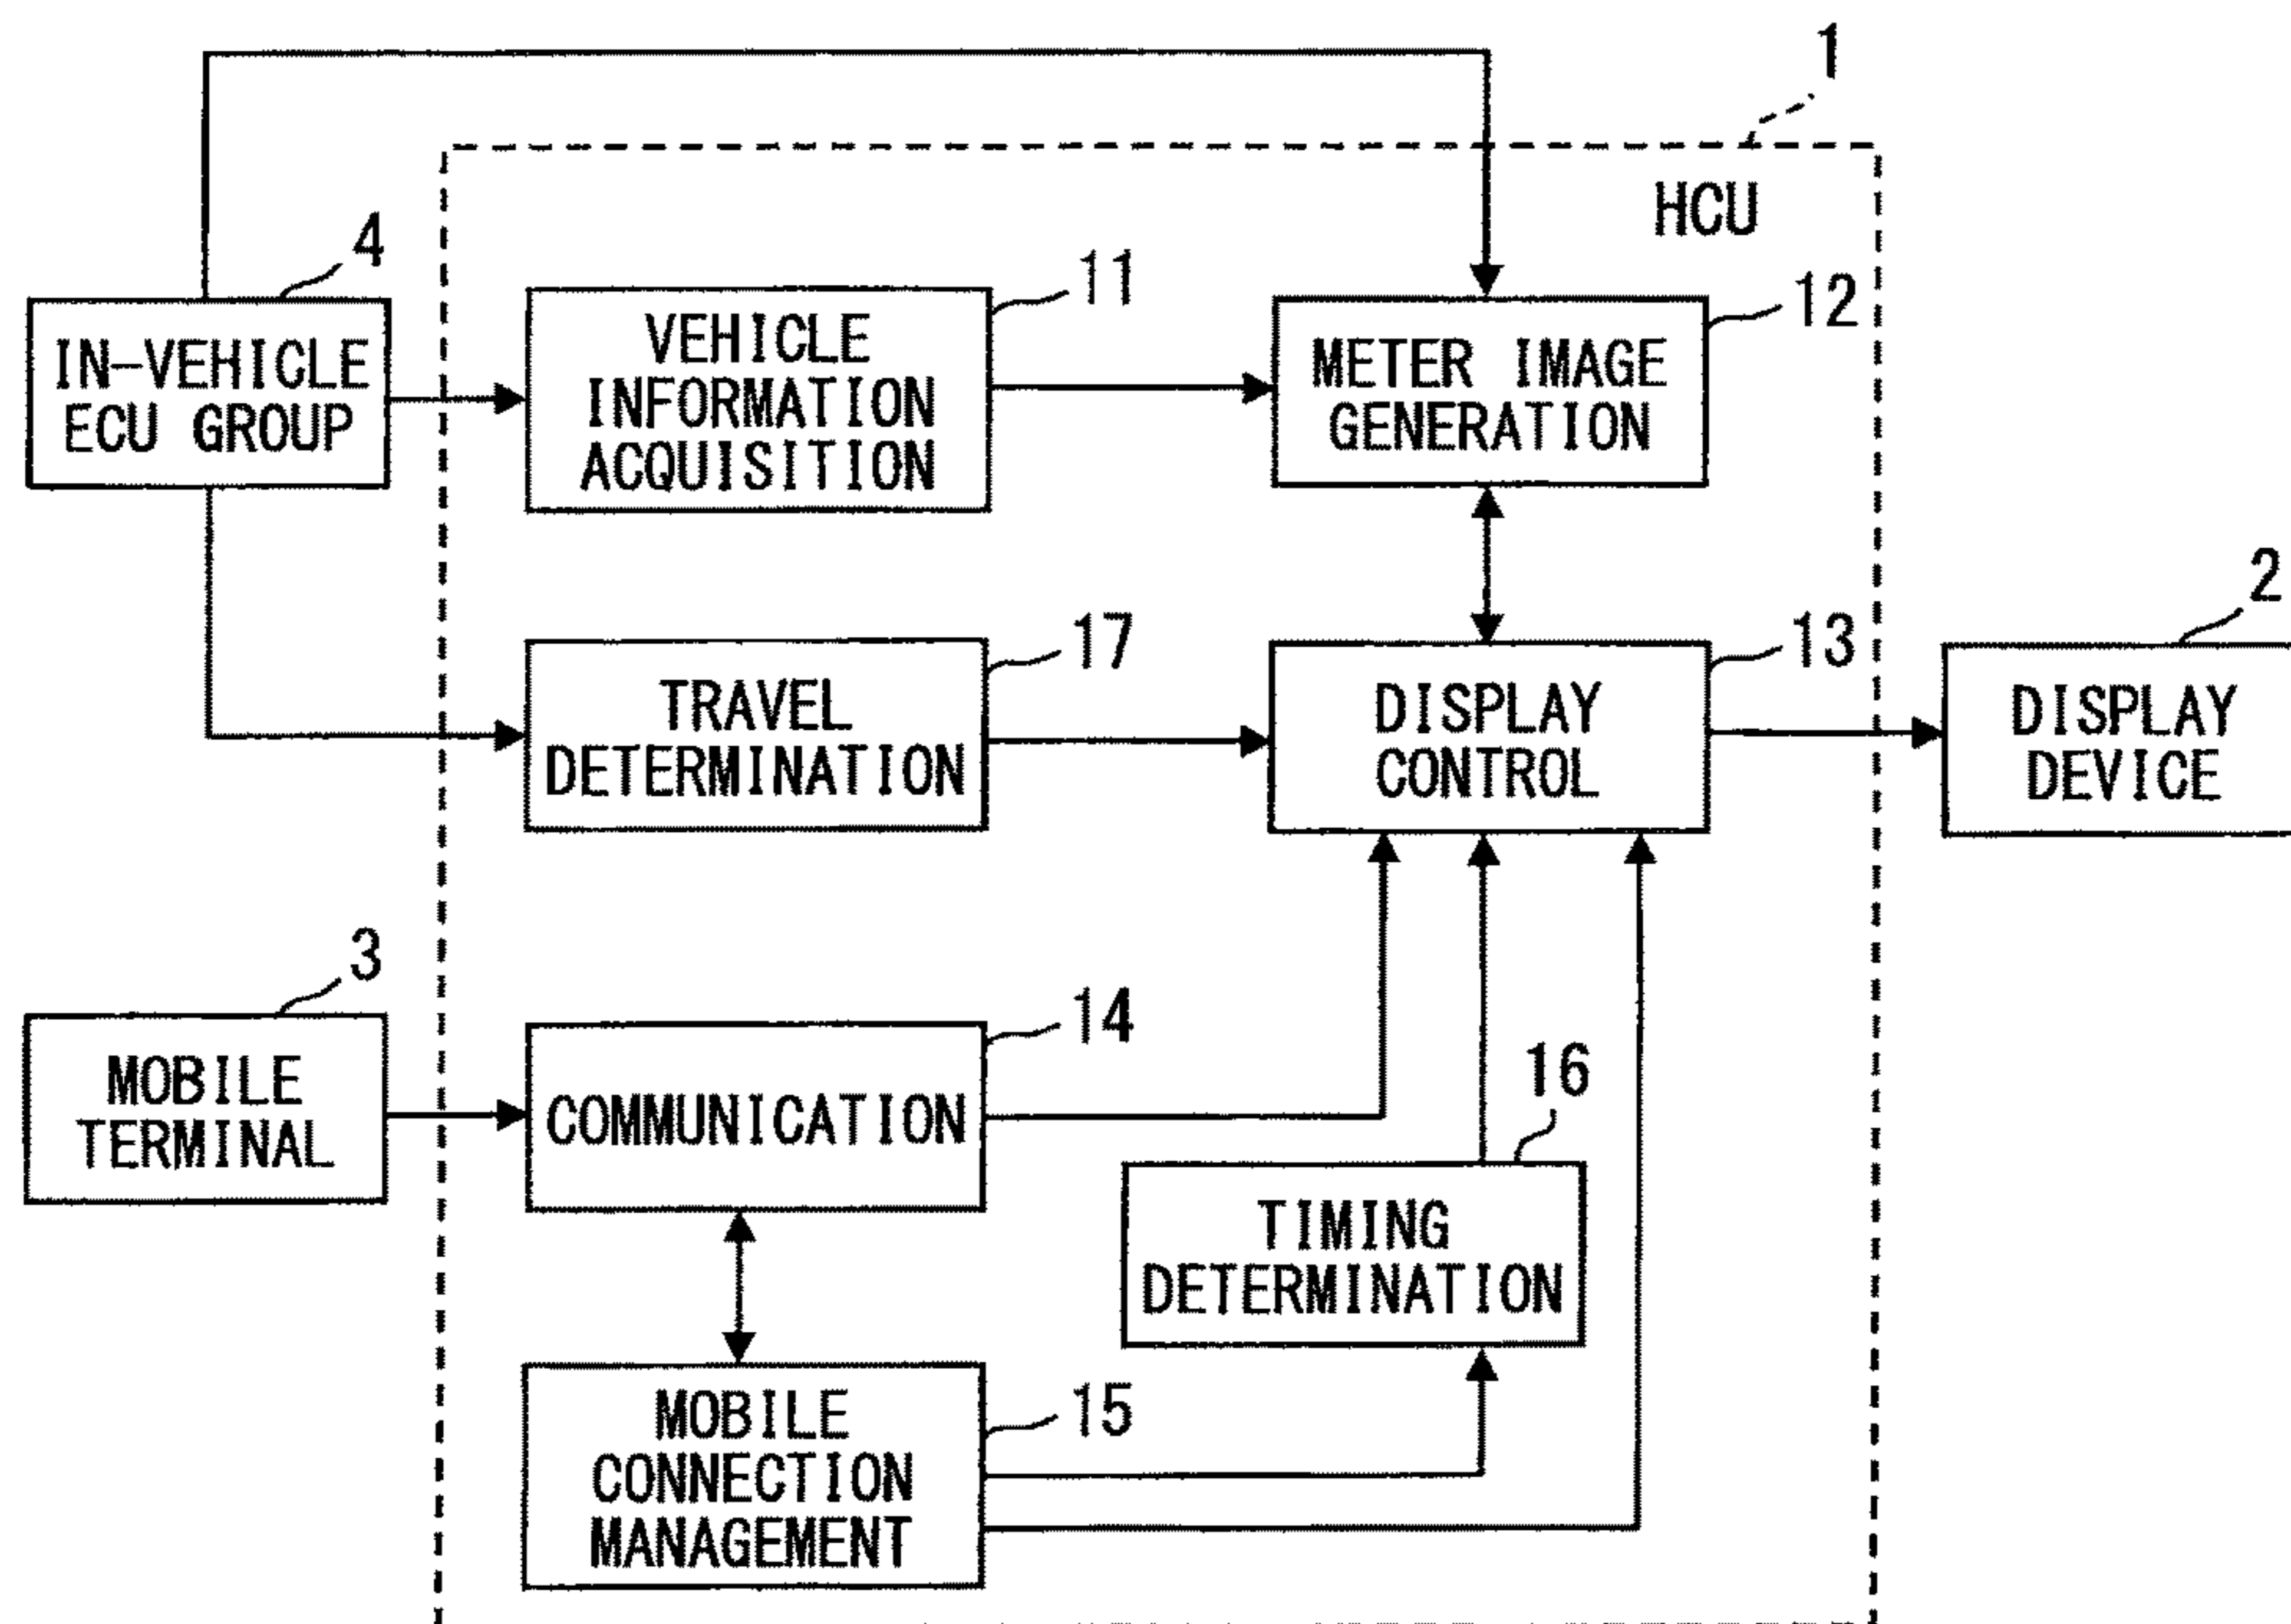 1
HCU
4
IN-VEHICLE
ECU GROUP
11
VEHICLE
INFORMATION
ACQUISITION
12
METER IMAGE
GENERATION
17
TRAVEL
DETERMINATION
13
DISPLAY
CONTROL
2
DISPLAY
DEVICE
3
MOBILE
TERMINAL
14
COMMUNICATION
16
TIMING
DETERMINATION
15
MOBILE
CONNECTION
MANAGEMENT